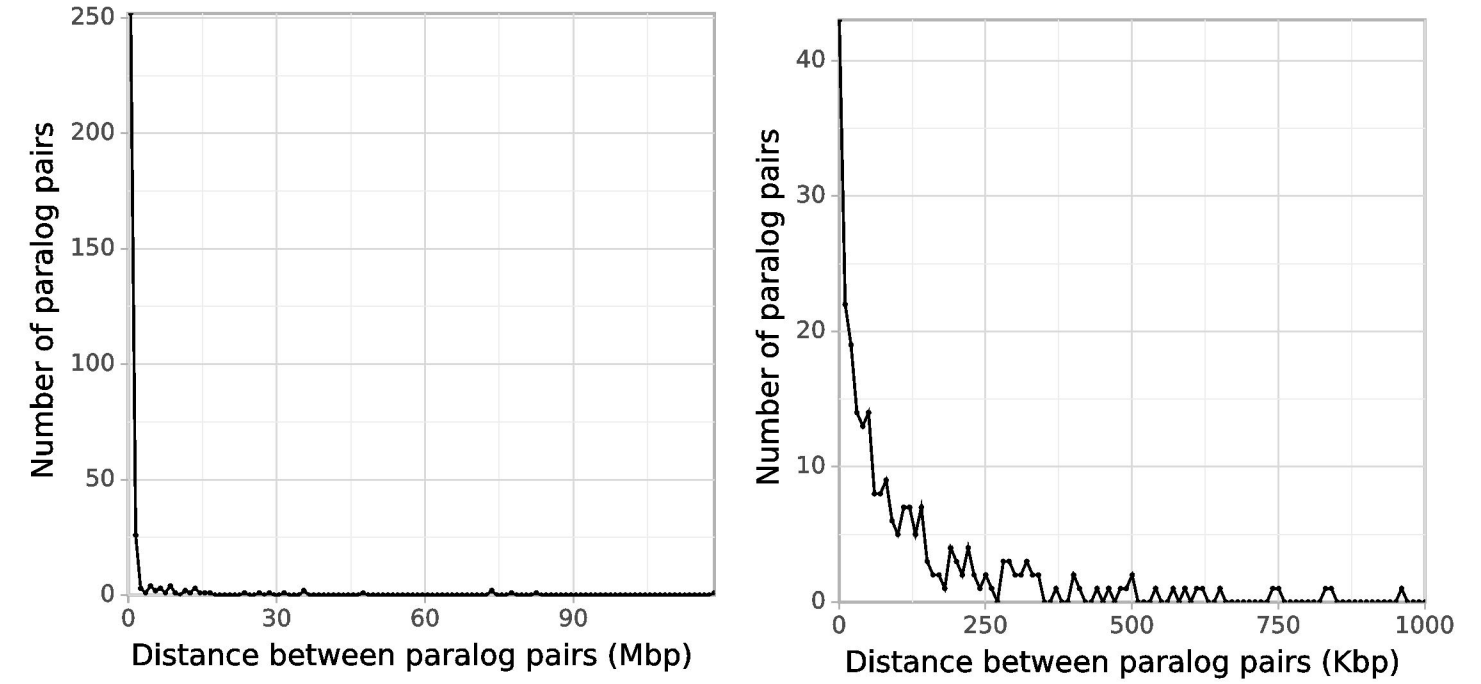 Number of paralog pairs
250
200
150
100
50
0
0 30 60 90
Distance between paralog pairs (Mbp)
Number of paralog pairs
40
30
20
10
0
0 250 500 750 1000
Distance between paralog pairs (Kbp)